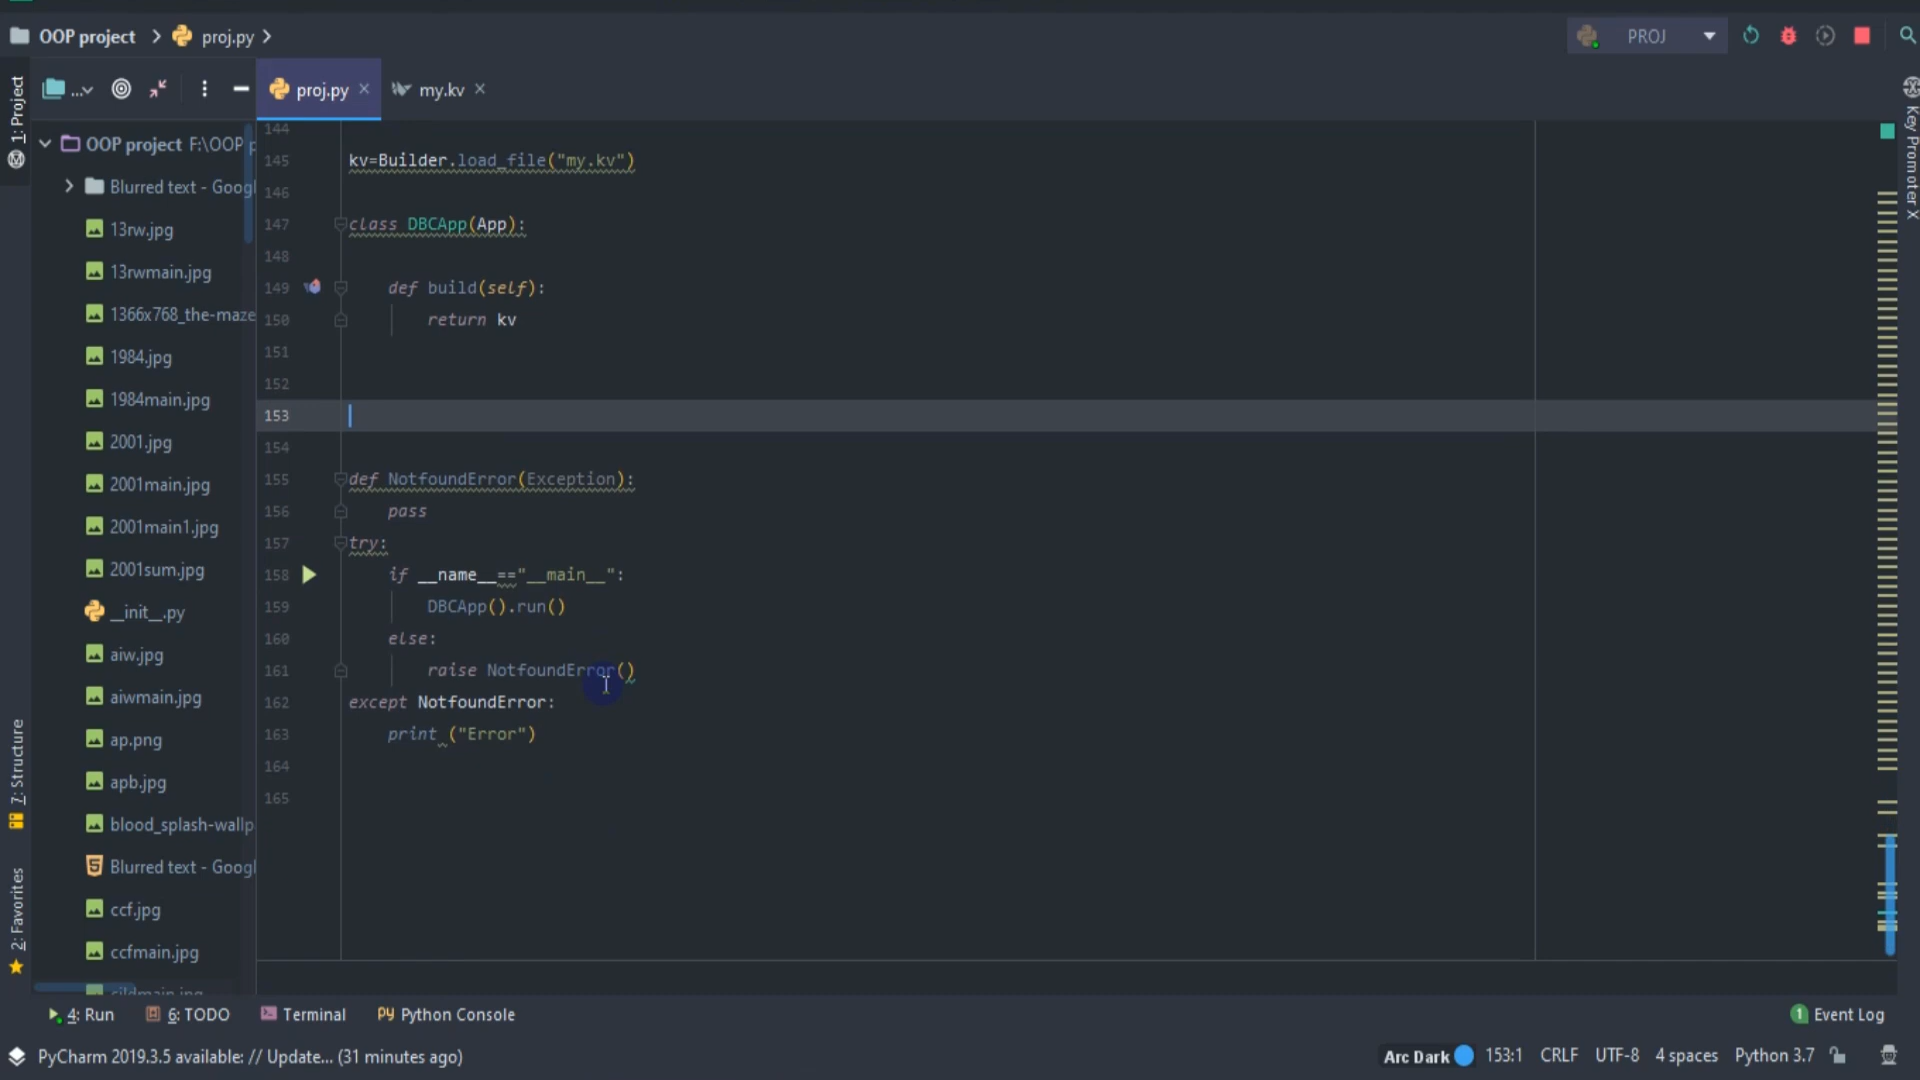 OOP project
proj.py
PROJ
1: Project
...
proj.py
my.kv
OOP project F:\OOP p
Blurred text - Googl
13rw.jpg
13rwmain.jpg
1366x768_the-maze
1984.jpg
1984main.jpg
2001.jpg
2001main.jpg
2001main1.jpg
2001sum.jpg
__init__.py
aiw.jpg
aiwmain.jpg
ap.png
apb.jpg
blood_splash-wallp
Blurred text - Googl
ccf.jpg
ccfmain.jpg
144
145 kv=Builder.load_file("my.kv")
146
147 class DBCApp(App):
148
149 def build(self):
150 return kv
151
152
153
154
155 def NotfoundError(Exception):
156 pass
157 try:
158 if __name__=="__main__":
159 DBCApp().run()
160 else:
161 raise NotfoundError()
162 except NotfoundError:
163 print ("Error")
164
165
Key Promoter X
7: Structure
2: Favorites
4: Run
6: TODO
Terminal
Python Console
1 Event Log
PyCharm 2019.3.5 available: // Update... (31 minutes ago)
Arc Dark
153:1
CRLF
UTF-8
4 spaces
Python 3.7